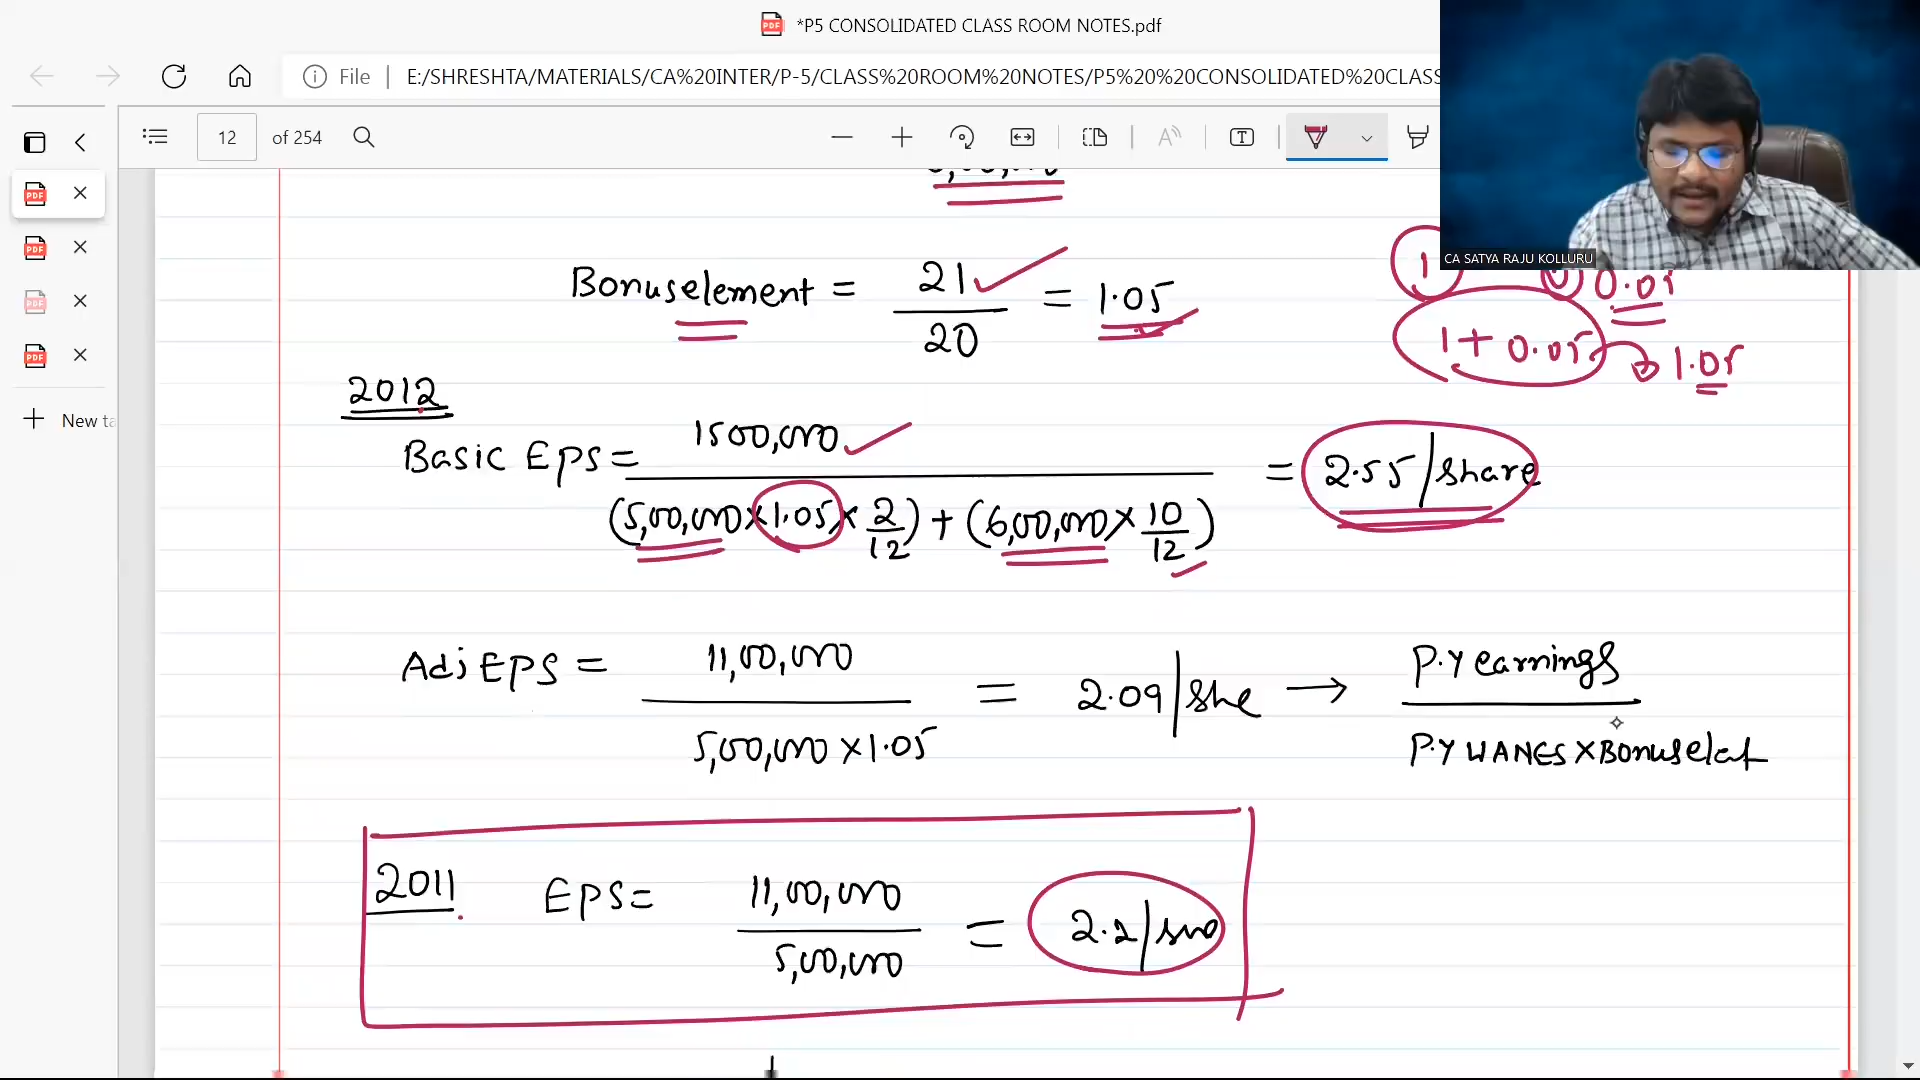 *P5 CONSOLIDATED CLASS ROOM NOTES.pdf
File E:/SHRESHTA/MATERIALS/CA%20INTER/P-5/CLASS%20ROOM%20NOTES/P5%20%20CONSOLIDATED%20CLASS
12 of 254
New ta
CA SATYA RAJU KOLLURU
Bonuselement = 21/20 = 1.05
1 0.05
1 + 0.05 1.05
2012
Basic EPS = 1500,000 / (5,00,000 × 1.05 × 2/12) + (6,00,000 × 10/12) = 2.55/share
Adj EPS = 11,00,000 / 5,00,000 × 1.05 = 2.09/she → P.Y earnings / P.Y WANES × Bonuselat
2011 EPS = 11,00,000 / 5,00,000 = 2.2/